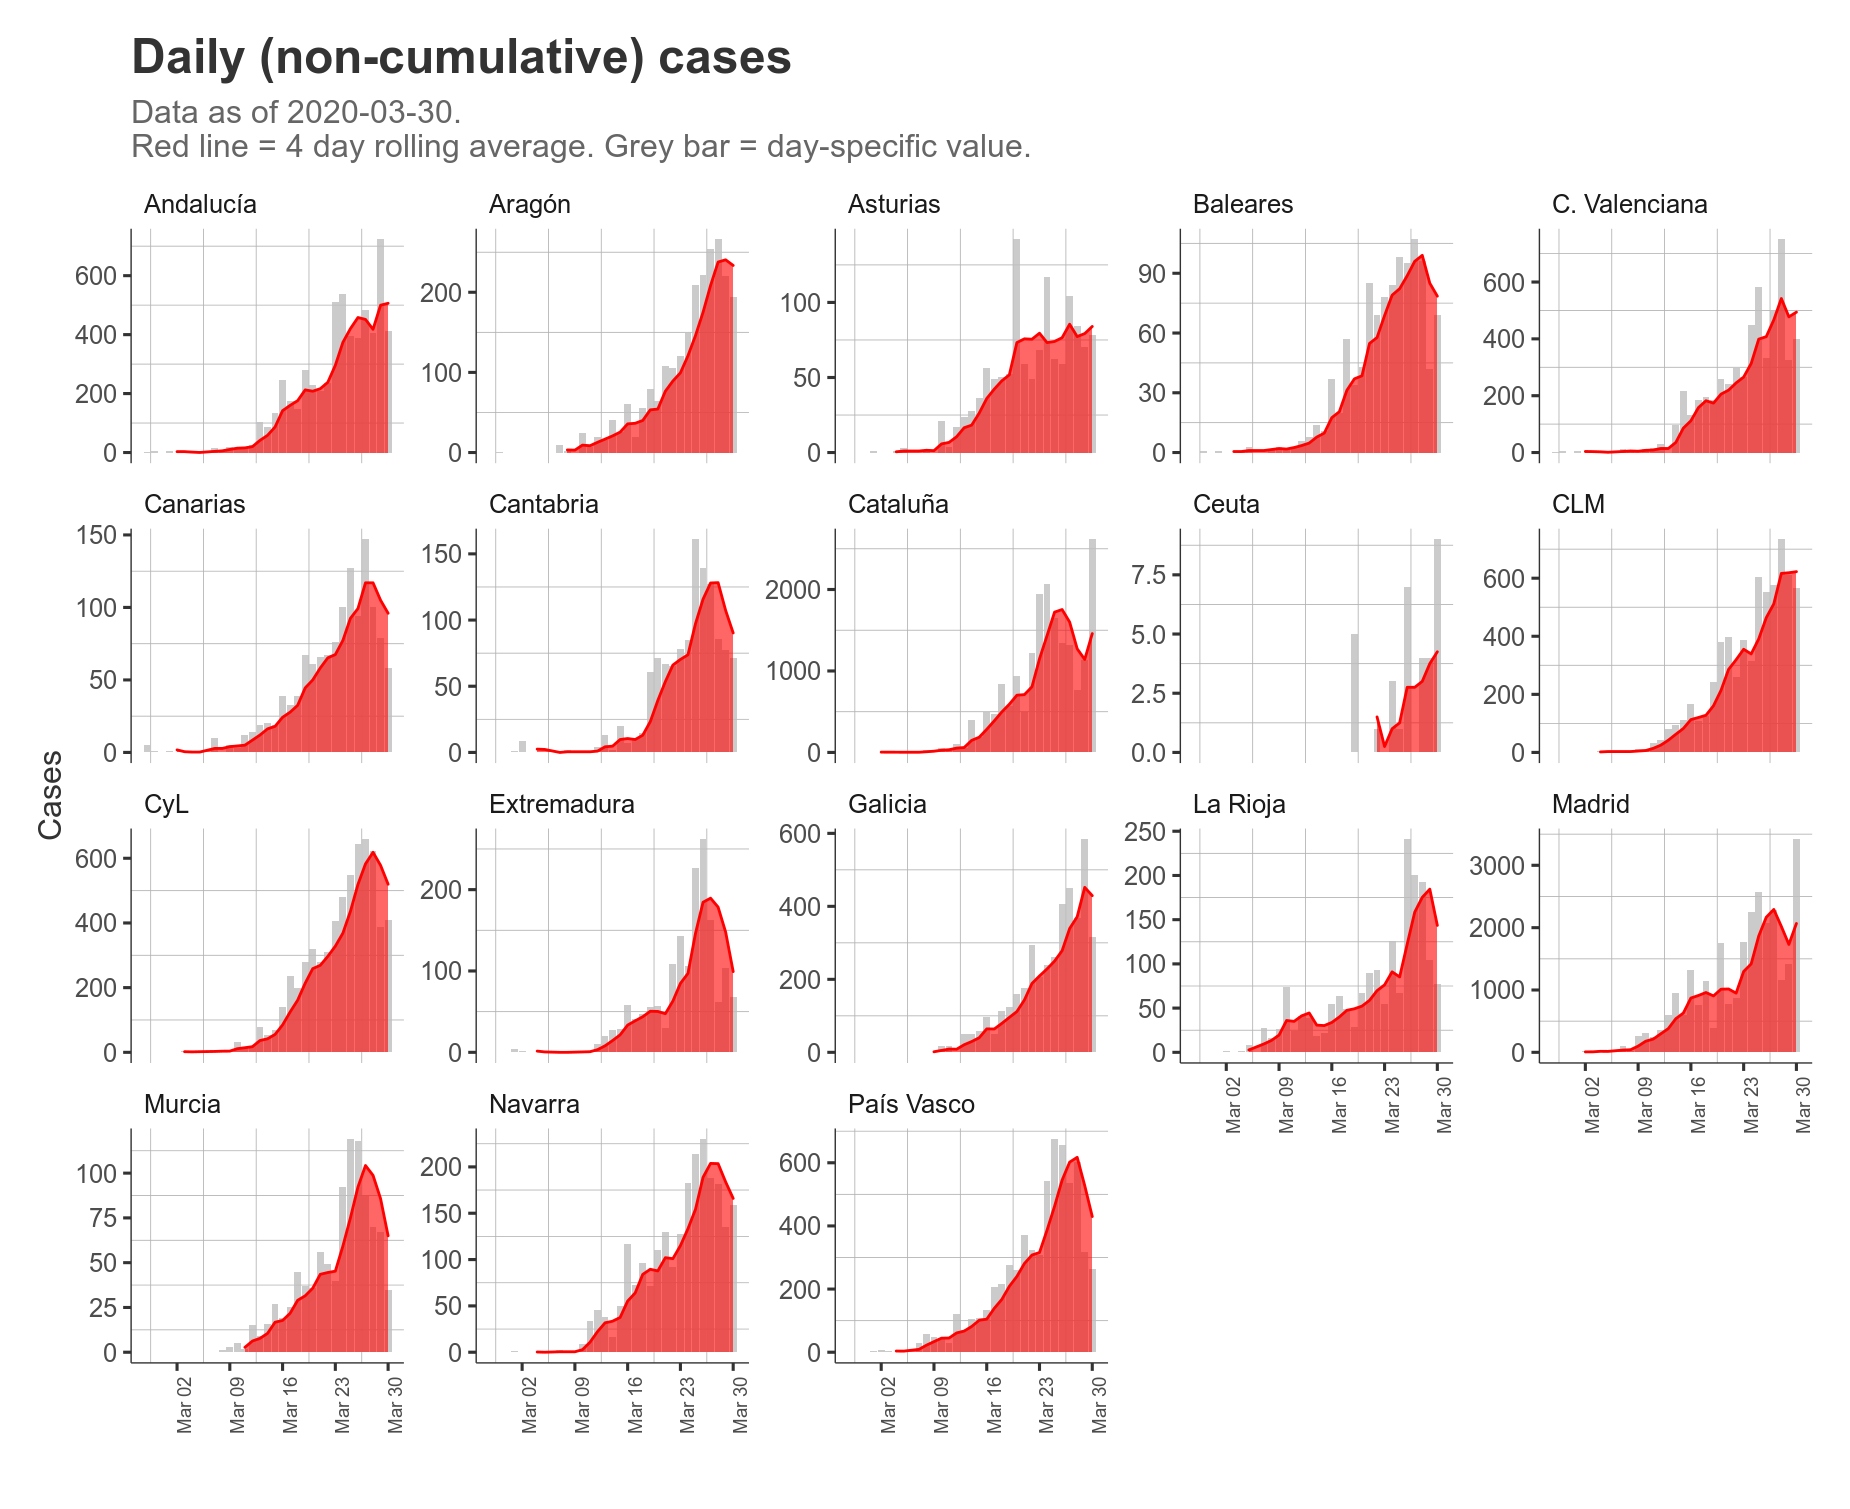 Daily (non-cumulative) cases
Data as of 2020-03-30.
Red line = 4 day rolling average. Grey bar = day-specific value.
Cases
Andalucía
Aragón
Asturias
Baleares
C. Valenciana
600
400
200
0
200
100
0
100
50
0
90
60
30
0
600
400
200
0
Canarias
Cantabria
Cataluña
Ceuta
CLM
150
100
50
0
150
100
50
0
2000
1000
0
7.5
5.0
2.5
0.0
600
400
200
0
CyL
Extremadura
Galicia
La Rioja
Madrid
600
400
200
0
200
100
0
600
400
200
0
250
200
150
100
50
0
3000
2000
1000
0
Mar 02
Mar 09
Mar 16
Mar 23
Mar 30
Mar 02
Mar 09
Mar 16
Mar 23
Mar 30
Murcia
Navarra
País Vasco
100
75
50
25
0
200
150
100
50
0
600
400
200
0
Mar 02
Mar 09
Mar 16
Mar 23
Mar 30
Mar 02
Mar 09
Mar 16
Mar 23
Mar 30
Mar 02
Mar 09
Mar 16
Mar 23
Mar 30